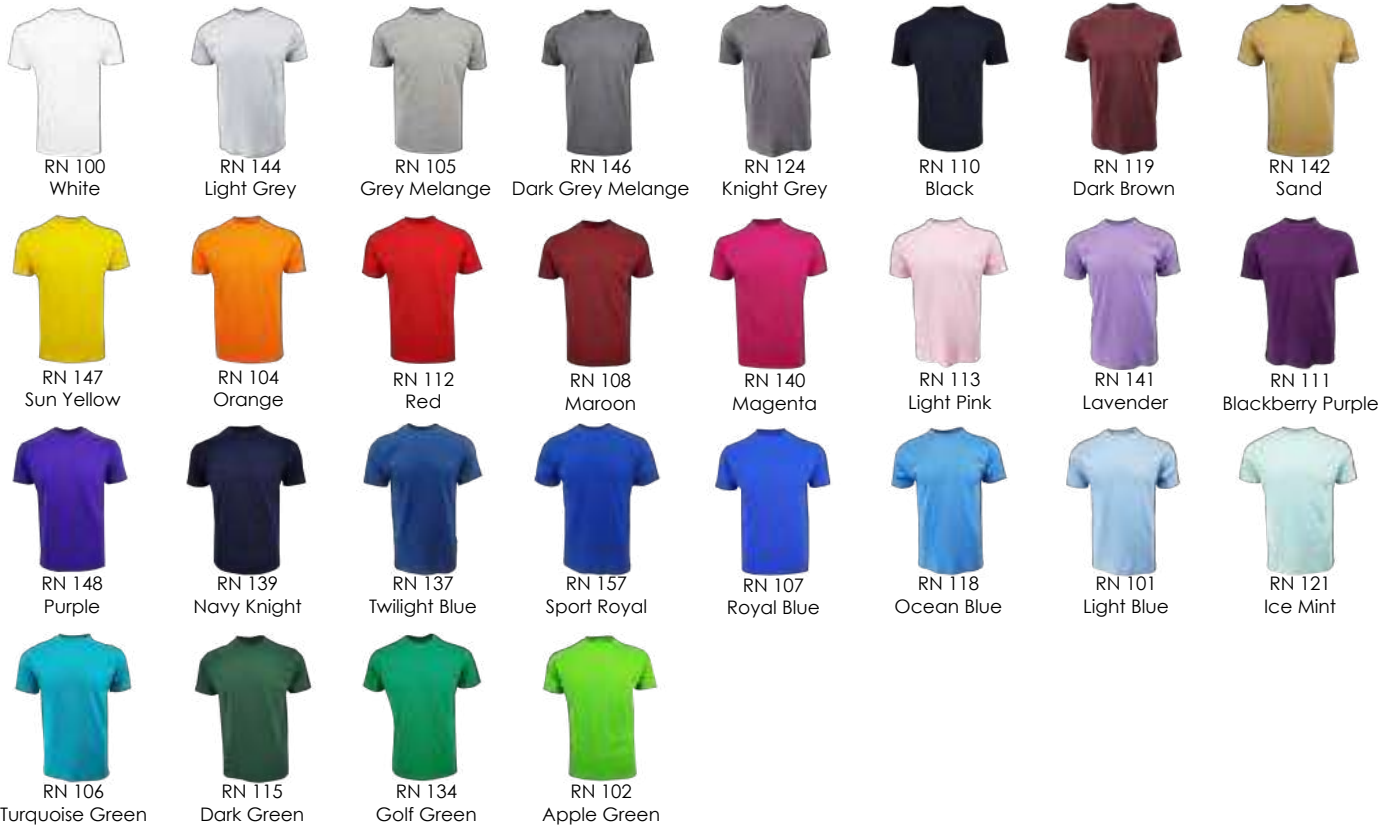 RN 100
White
RN 144
Light Grey
RN 105
Grey Melange
RN 146
Dark Grey Melange
RN 124
Knight Grey
RN 110
Black
RN 119
Dark Brown
RN 142
Sand
RN 147
Sun Yellow
RN 104
Orange
RN 112
Red
RN 108
Maroon
RN 140
Magenta
RN 113
Light Pink
RN 141
Lavender
RN 111
Blackberry Purple
RN 148
Purple
RN 139
Navy Knight
RN 137
Twilight Blue
RN 157
Sport Royal
RN 107
Royal Blue
RN 118
Ocean Blue
RN 101
Light Blue
RN 121
Ice Mint
RN 106
Turquoise Green
RN 115
Dark Green
RN 134
Golf Green
RN 102
Apple Green